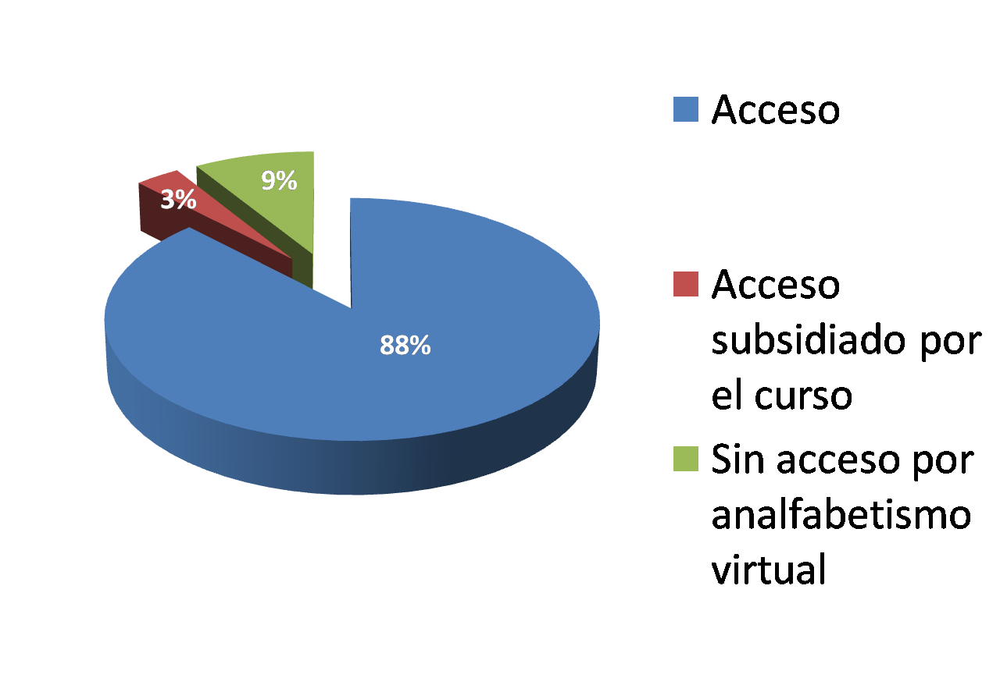 9%
3%
88%
Acceso
Acceso
subsidiado por
el curso
Sin acceso por
analfabetismo
virtual